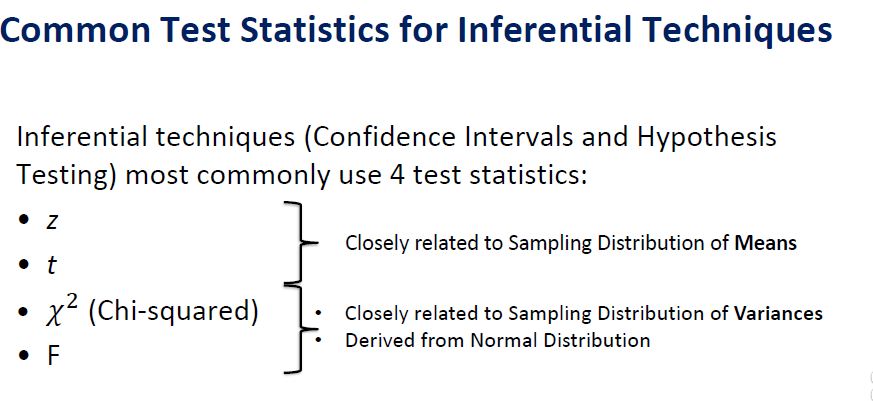 Common Test Statistics for Inferential Techniques
Inferential techniques (Confidence Intervals and Hypothesis
Testing) most commonly use 4 test statistics:
• z
• t
Closely related to Sampling Distribution of Means
• χ² (Chi-squared)
• F
• Closely related to Sampling Distribution of Variances
• Derived from Normal Distribution